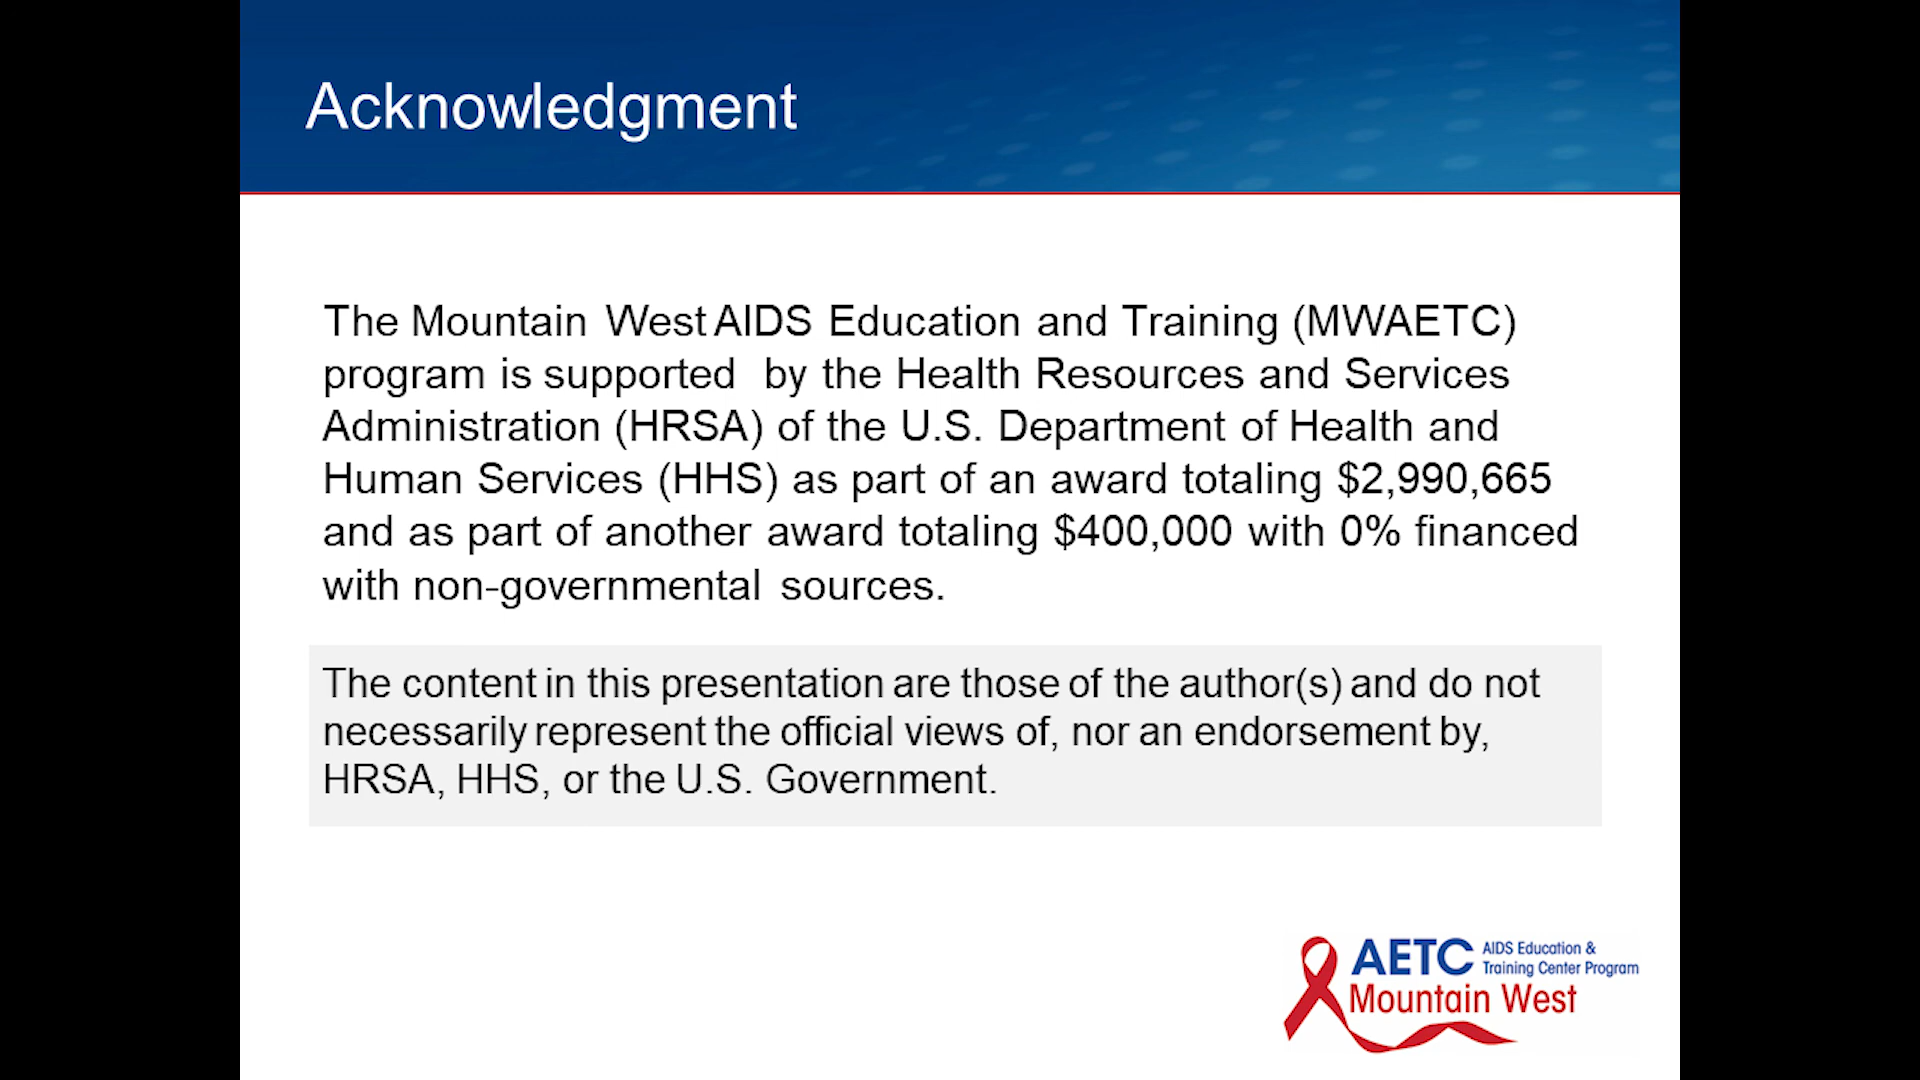 Acknowledgment
The Mountain West AIDS Education and Training (MWAETC)
program is supported by the Health Resources and Services
Administration (HRSA) of the U.S. Department of Health and
Human Services (HHS) as part of an award totaling $2,990,665
and as part of another award totaling $400,000 with 0% financed
with non-governmental sources.
The content in this presentation are those of the author(s) and do not
necessarily represent the official views of, nor an endorsement by,
HRSA, HHS, or the U.S. Government.
AETC AIDS Education &
Training Center Program
Mountain West